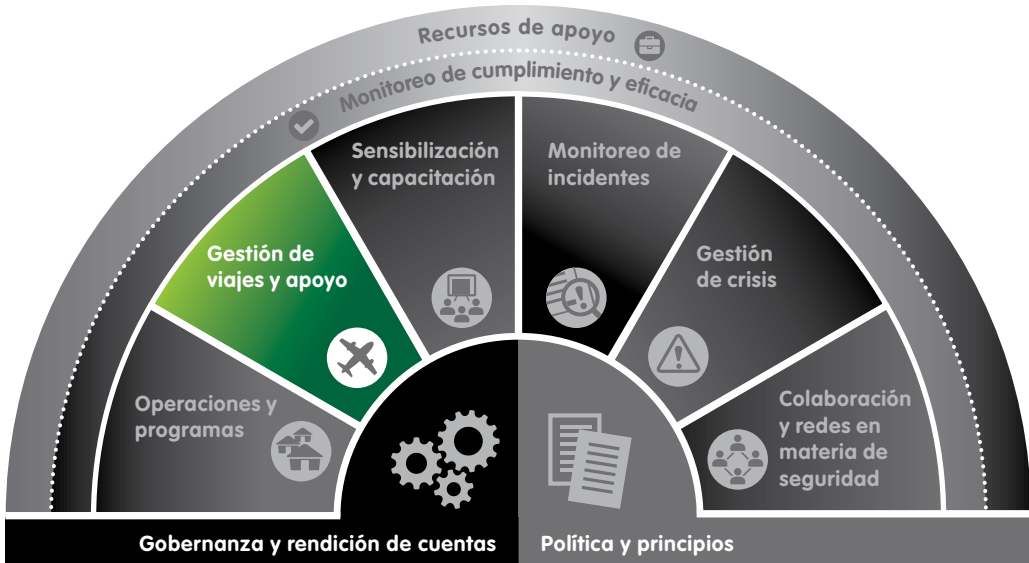 Recursos de apoyo
Monitoreo de cumplimiento y eficacia
Sensibilización
y capacitación
Monitoreo de
incidentes
Gestión de
viajes y apoyo
Gestión
de crisis
Operaciones y
programas
Colaboración
y redes en
materia de
seguridad
Gobernanza y rendición de cuentas
Política y principios